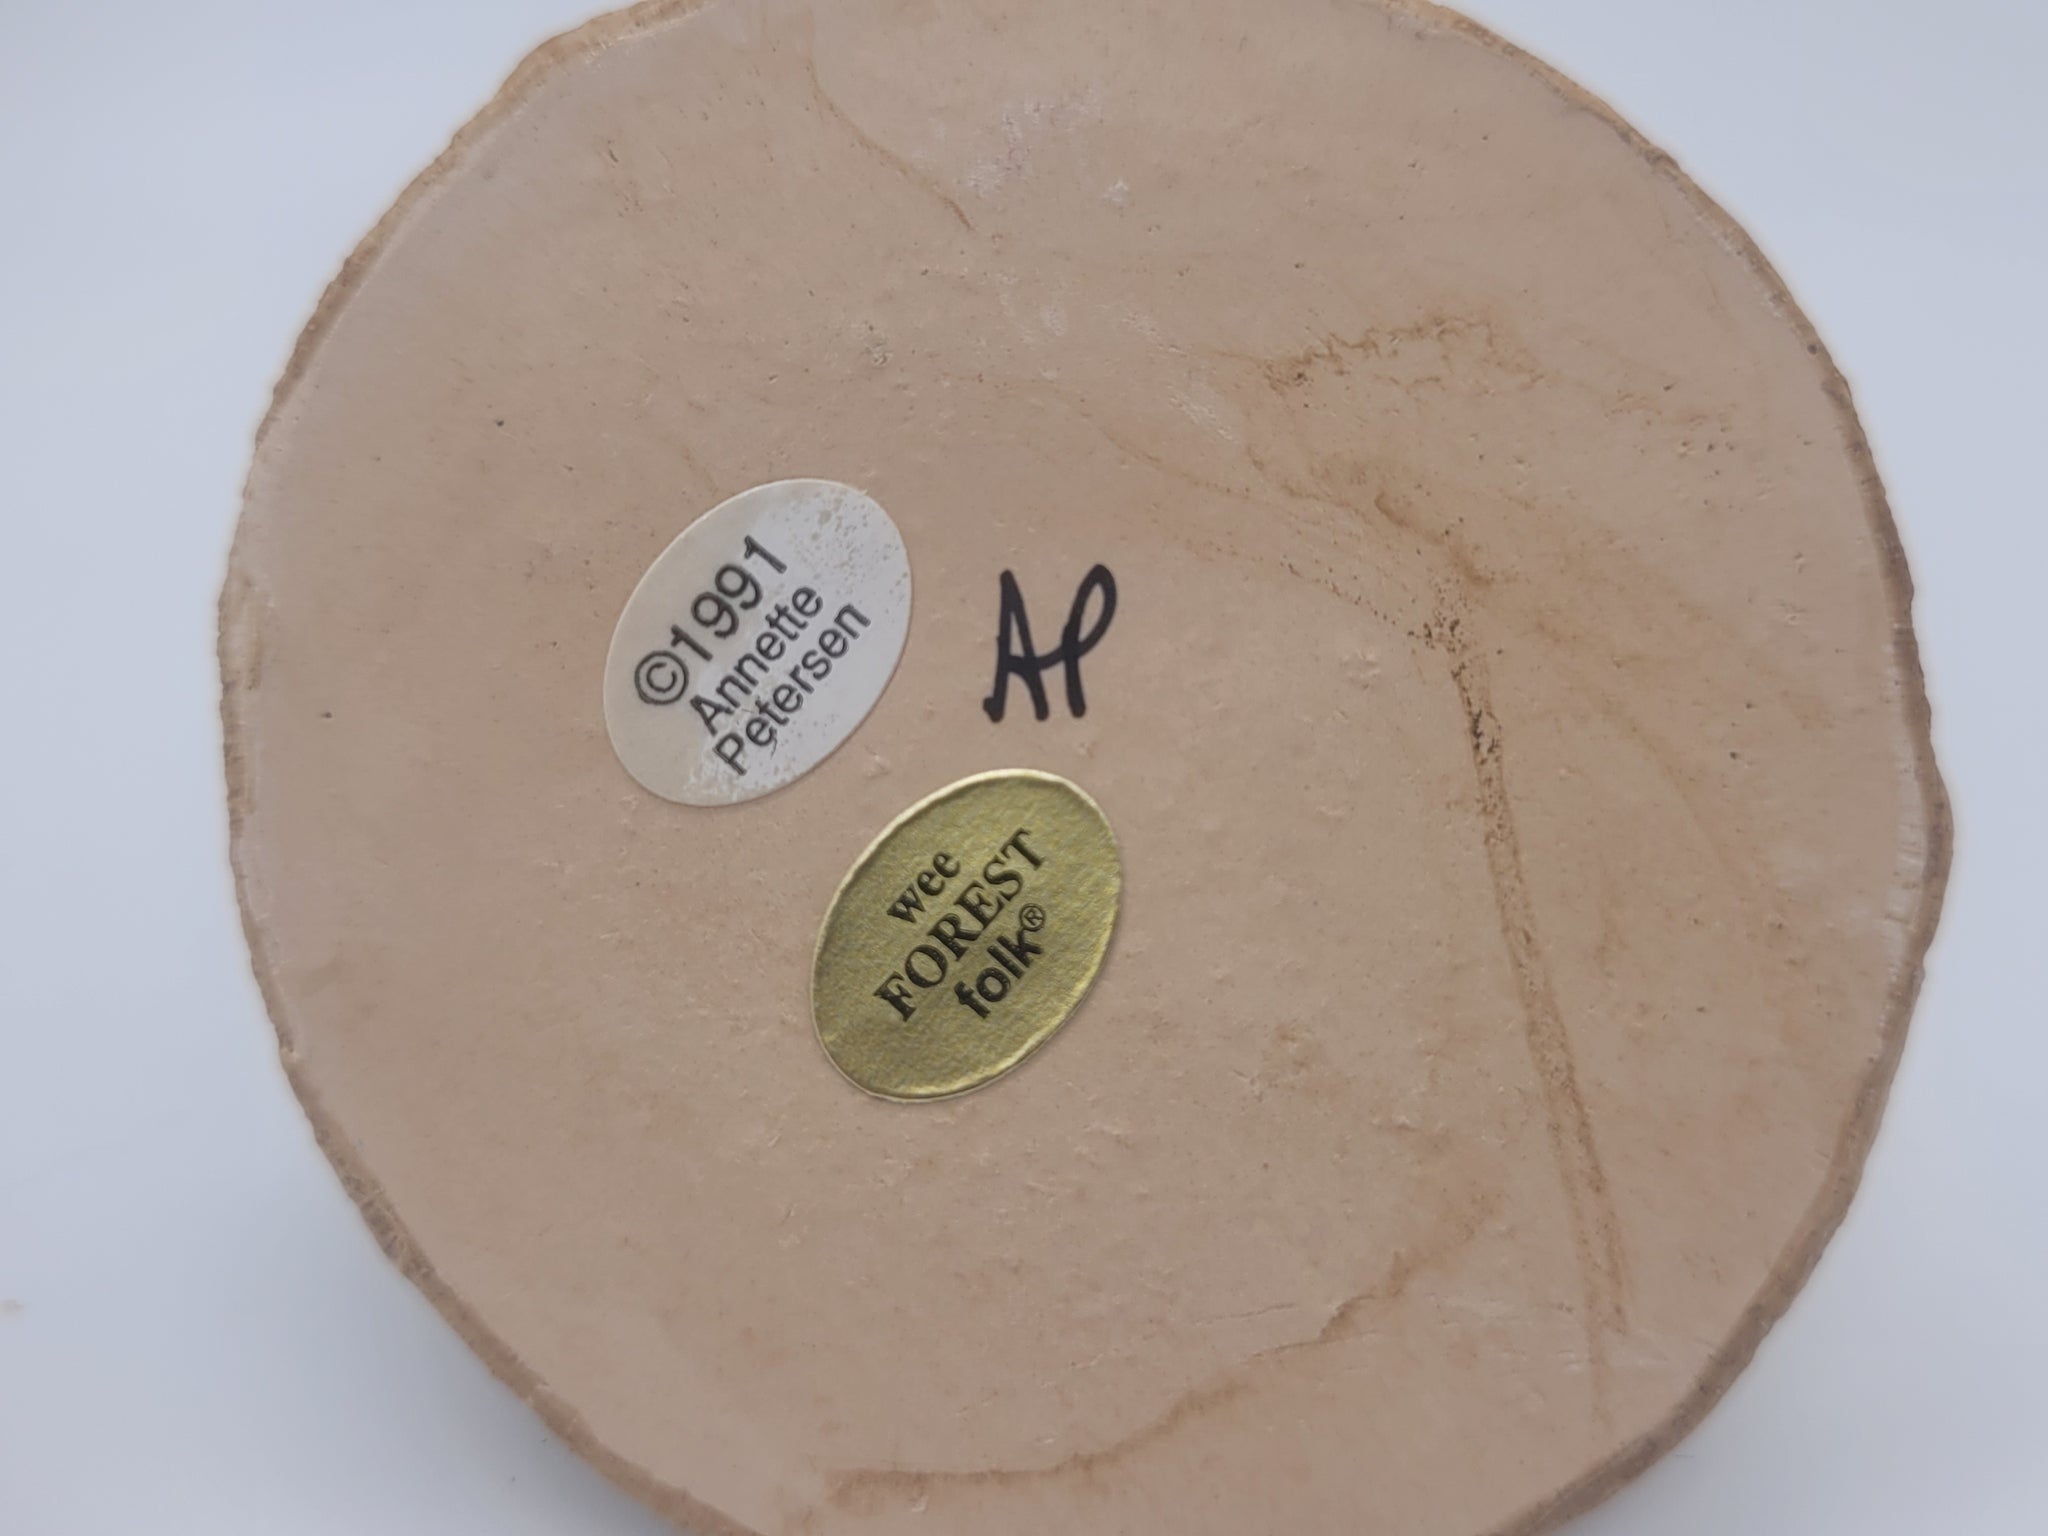 ©1991
Annette
Petersen
AP
wee
FOREST
folk®